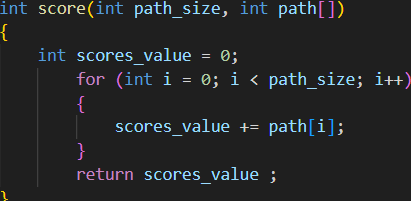 int score(int path_size, int path[])
{
    int scores_value = 0;
        for (int i = 0; i < path_size; i++)
        {
            scores_value += path[i];
        }
        return scores_value ;
}